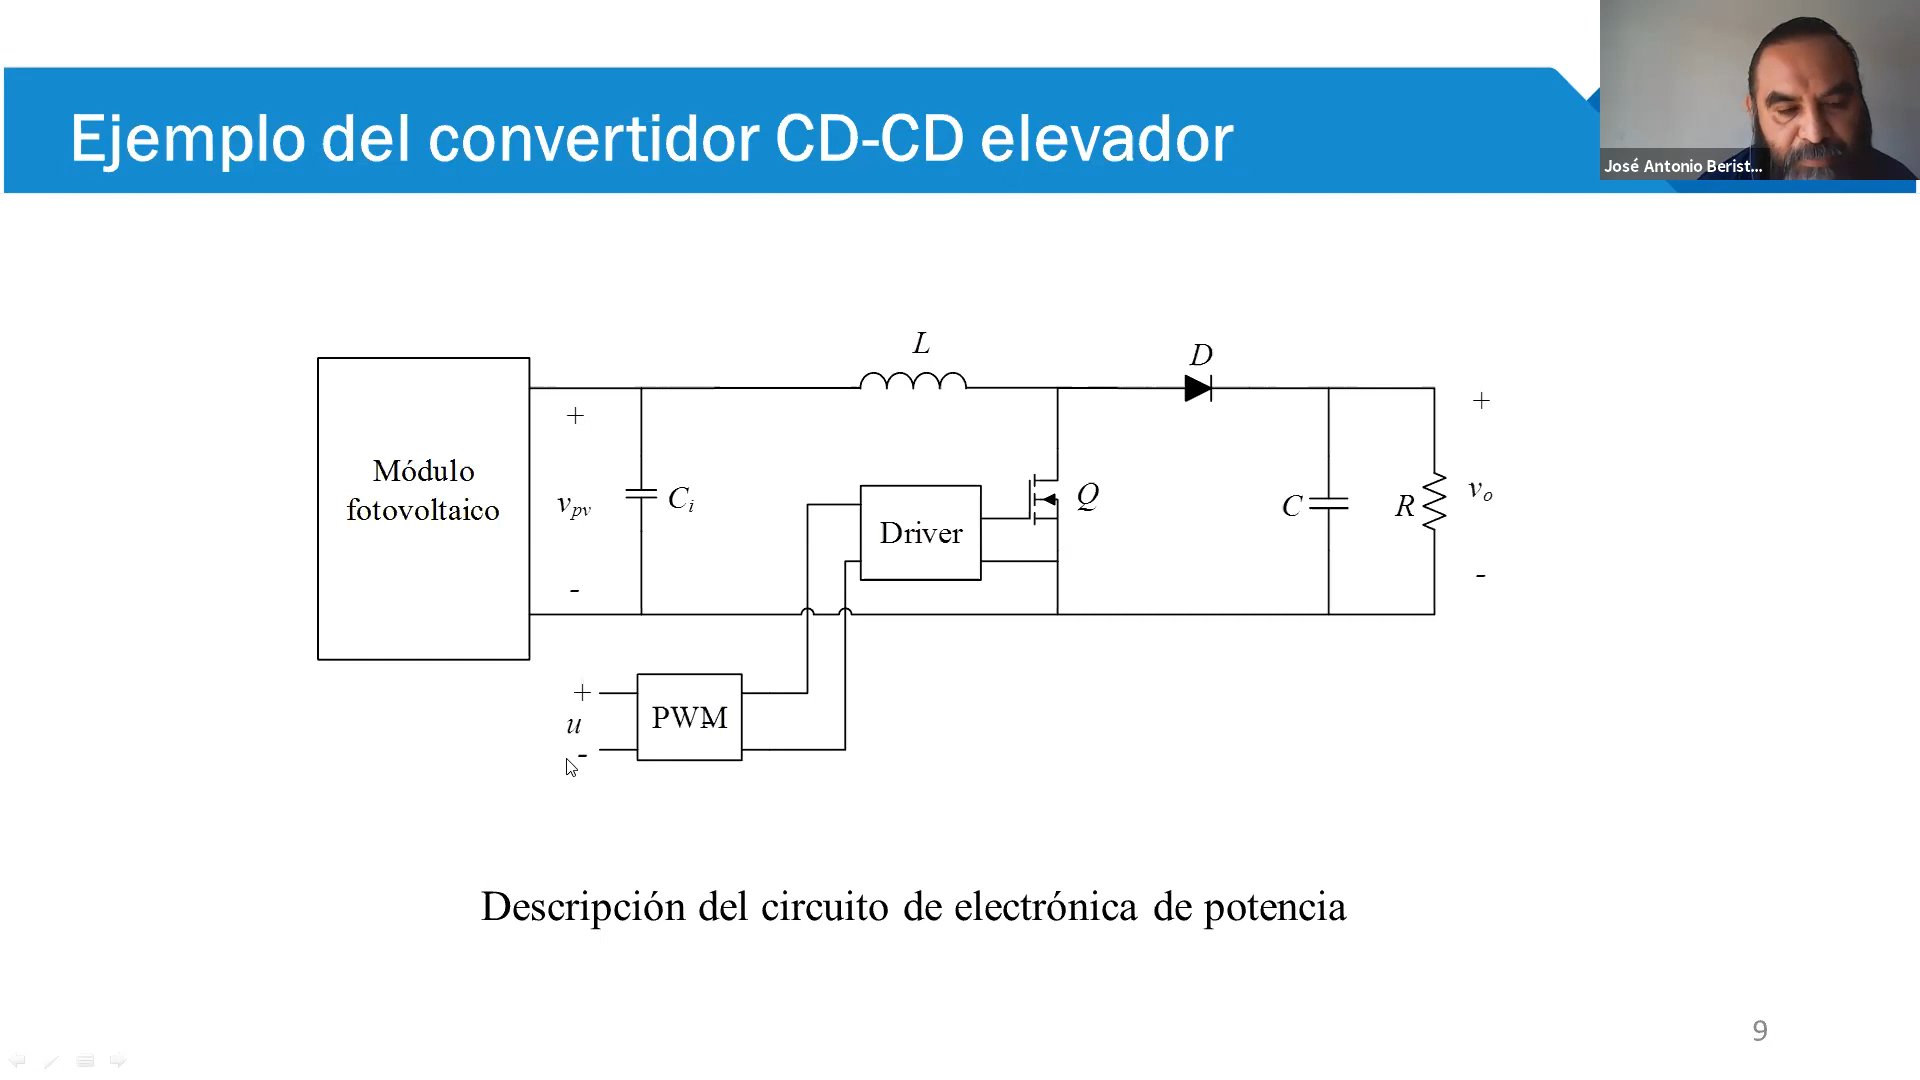 Ejemplo del convertidor CD-CD elevador
José Antonio Berist...
L
D
+
+
Módulo
fotovoltaico
v_pv
C_i
Driver
Q
C
R
v_o
-
-
+
u
-
PWM
Descripción del circuito de electrónica de potencia
9